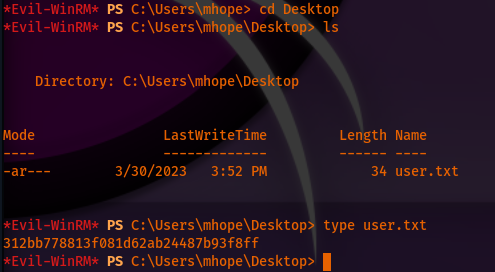 *Evil-WinRM* PS C:\Users\mhope> cd Desktop
*Evil-WinRM* PS C:\Users\mhope\Desktop> ls
Directory: C:\Users\mhope\Desktop
Mode                LastWriteTime         Length Name
----                -------------         ------ ----
-ar---        3/30/2023   3:52 PM             34 user.txt
*Evil-WinRM* PS C:\Users\mhope\Desktop> type user.txt
312bb778813f081d62ab24487b93f8ff
*Evil-WinRM* PS C:\Users\mhope\Desktop>